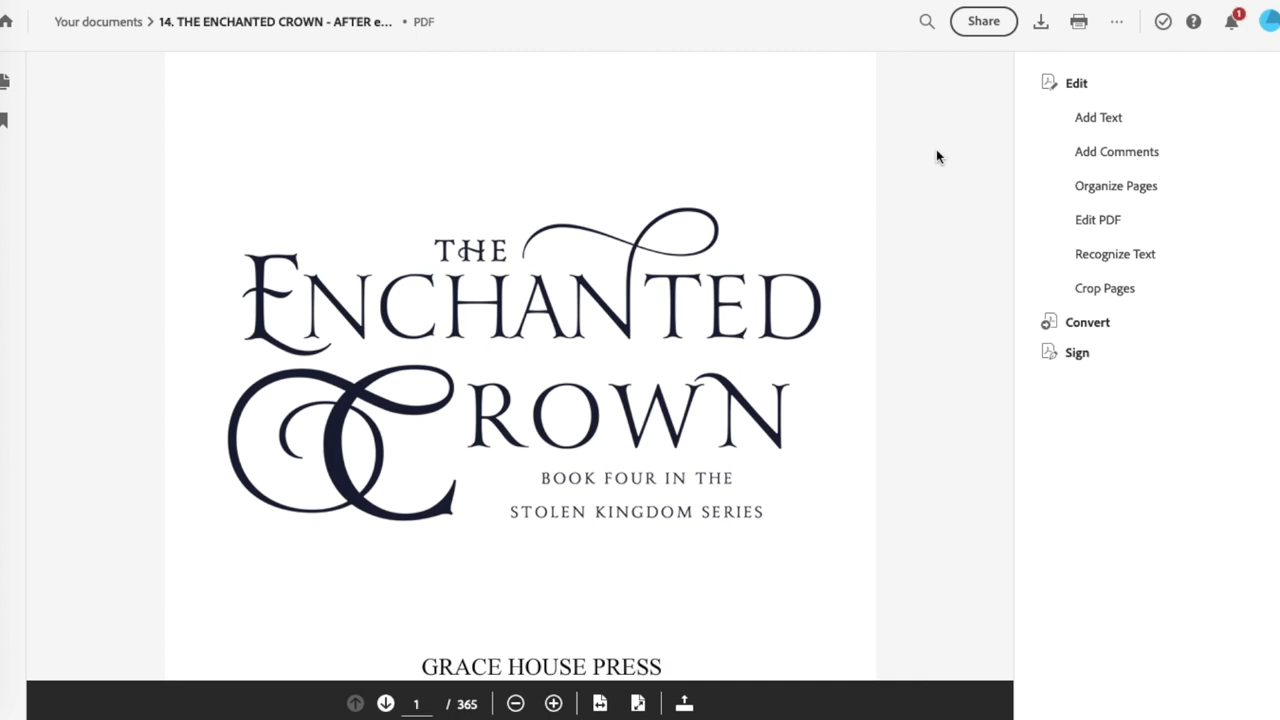 Your documents > 14. THE ENCHANTED CROWN - AFTER e... • PDF
Share
1
Edit
Add Text
Add Comments
Organize Pages
Edit PDF
Recognize Text
Crop Pages
Convert
Sign
THE
ENCHANTED
CROWN
BOOK FOUR IN THE
STOLEN KINGDOM SERIES
GRACE HOUSE PRESS
1 / 365